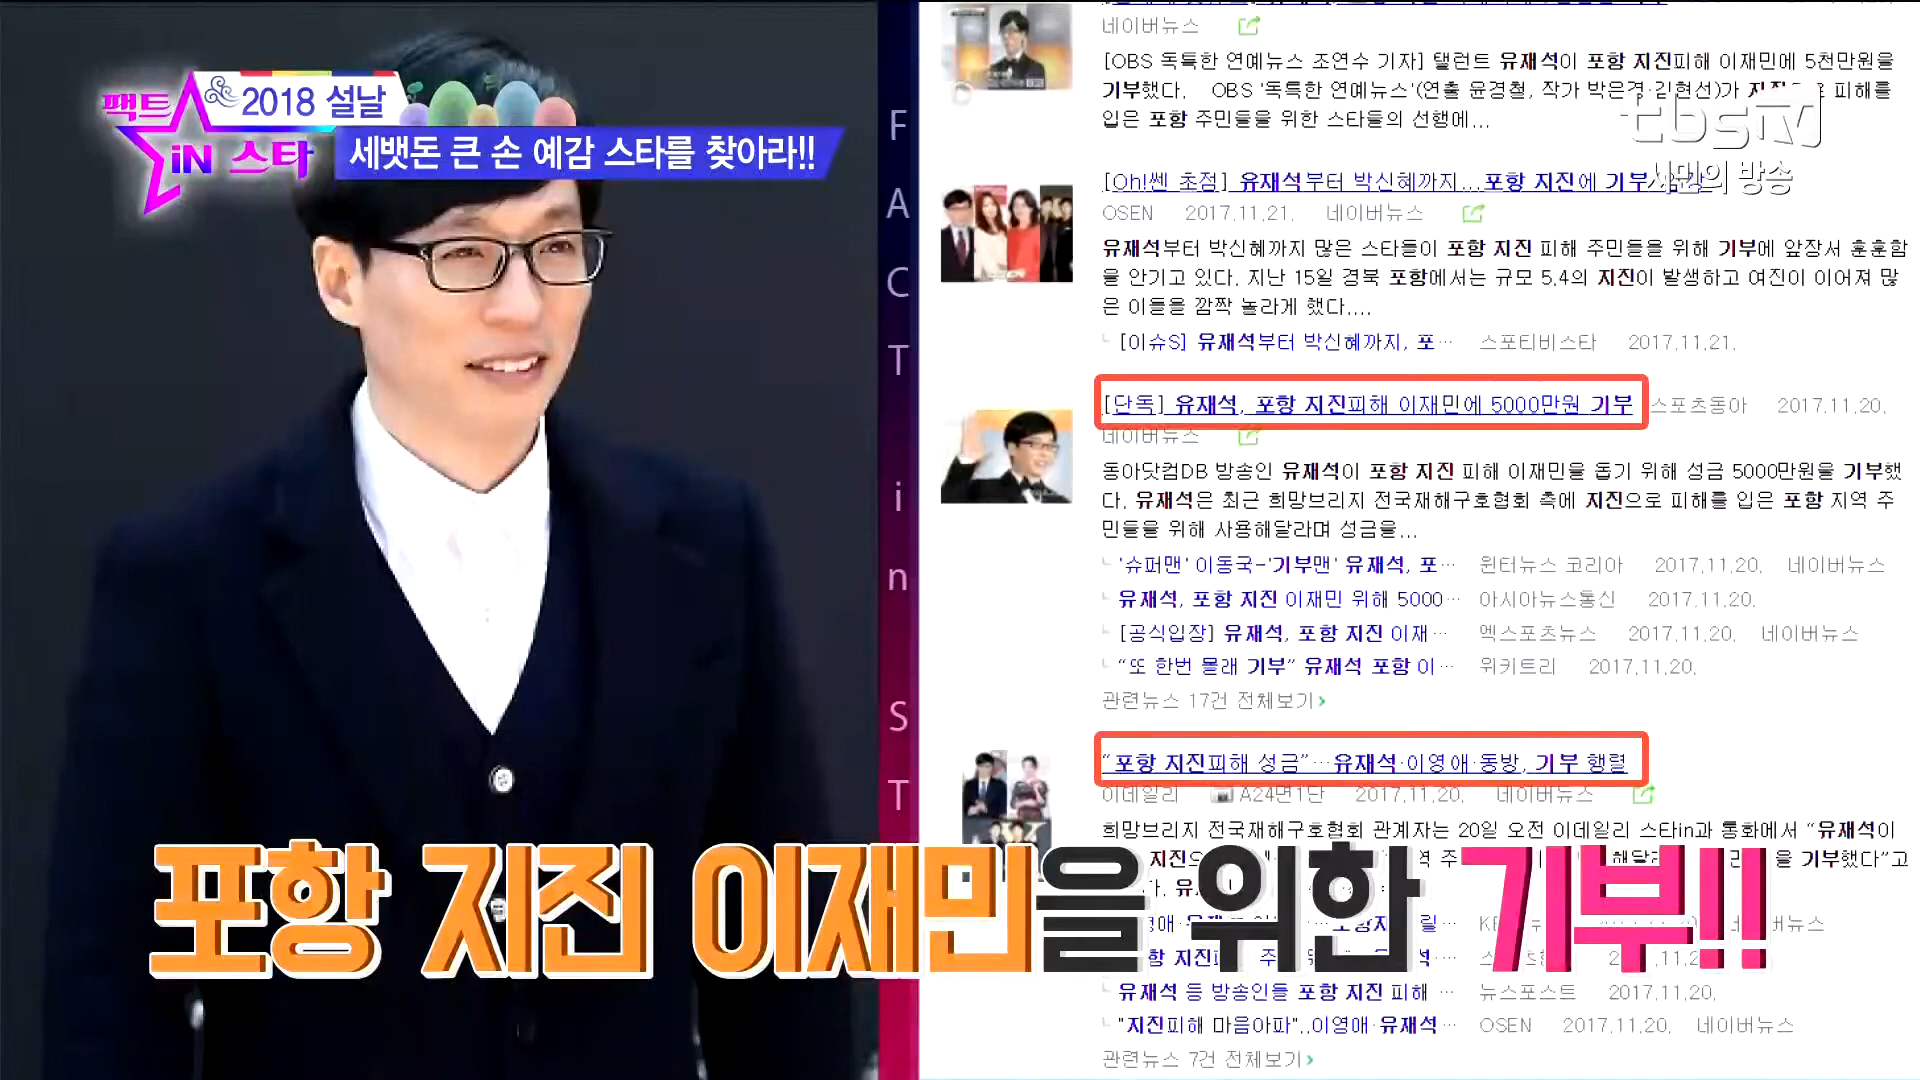 팩트 iN 스타
2018 설날
세뱃돈 큰 손 예감 스타를 찾아라!!
FACT in ST
tbs TV
시민의 방송
네이버뉴스
[OBS 독특한 연예뉴스 조연수 기자] 탤런트 유재석이 포항 지진피해 이재민에 5천만원을
기부했다. OBS '독특한 연예뉴스'(연출 윤경철, 작가 박은경·김현선)가 피해를
입은 포항 주민들을 위한 스타들의 선행에...
[Oh!쎈 초점] 유재석부터 박신혜까지...포항 지진에 기부
OSEN 2017.11.21. 네이버뉴스
유재석부터 박신혜까지 많은 스타들이 포항 지진 피해 주민들을 위해 기부에 앞장서 훈훈함
을 안기고 있다. 지난 15일 경북 포항에서는 규모 5.4의 지진이 발생하고 여진이 이어져 많
은 이들을 깜짝 놀라게 했다....
[이슈S] 유재석부터 박신혜까지, 포… 스포티비스타 2017.11.21.
[단독] 유재석, 포항 지진피해 이재민에 5000만원 기부 스포츠동아 2017.11.20.
네이버뉴스
동아닷컴DB 방송인 유재석이 포항 지진 피해 이재민을 돕기 위해 성금 5000만원을 기부했
다. 유재석은 최근 희망브리지 전국재해구호협회 측에 지진으로 피해를 입은 포항 지역 주
민들을 위해 사용해달라며 성금을...
'슈퍼맨' 이동국-'기부맨' 유재석, 포… 윈터뉴스 코리아 2017.11.20. 네이버뉴스
유재석, 포항 지진 이재민 위해 5000… 아시아뉴스통신 2017.11.20.
[공식입장] 유재석, 포항 지진 이재… 엑스포츠뉴스 2017.11.20. 네이버뉴스
“또 한번 몰래 기부” 유재석 포항 이… 위키트리 2017.11.20.
관련뉴스 17건 전체보기
“포항 지진피해 성금”…유재석·이영애·동방, 기부 행렬
이데일리 A24면1단 2017.11.20. 네이버뉴스
희망브리지 전국재해구호협회 관계자는 20일 오전 이데일리 스타in과 통화에서 “유재석이
지진 을 기부했다”고
포항 지진 이재민을 위한 기부!!
유재석 등 방송인들 포항 지진 피해 … 뉴스포스트 2017.11.20.
"지진피해 마음아파"..이영애·유재석… OSEN 2017.11.20. 네이버뉴스
관련뉴스 7건 전체보기